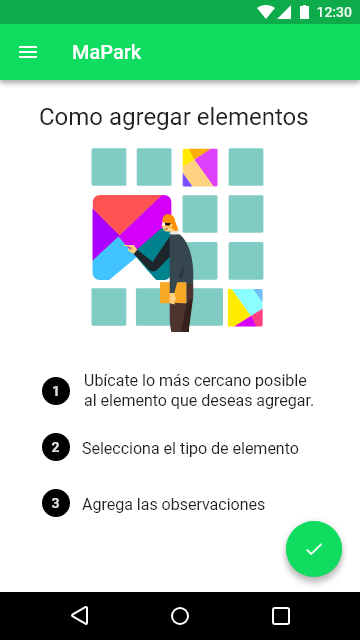 12:30
MaPark
Como agregar elementos
1 Ubícate lo más cercano posible
al elemento que deseas agregar.
2 Selecciona el tipo de elemento
3 Agrega las observaciones